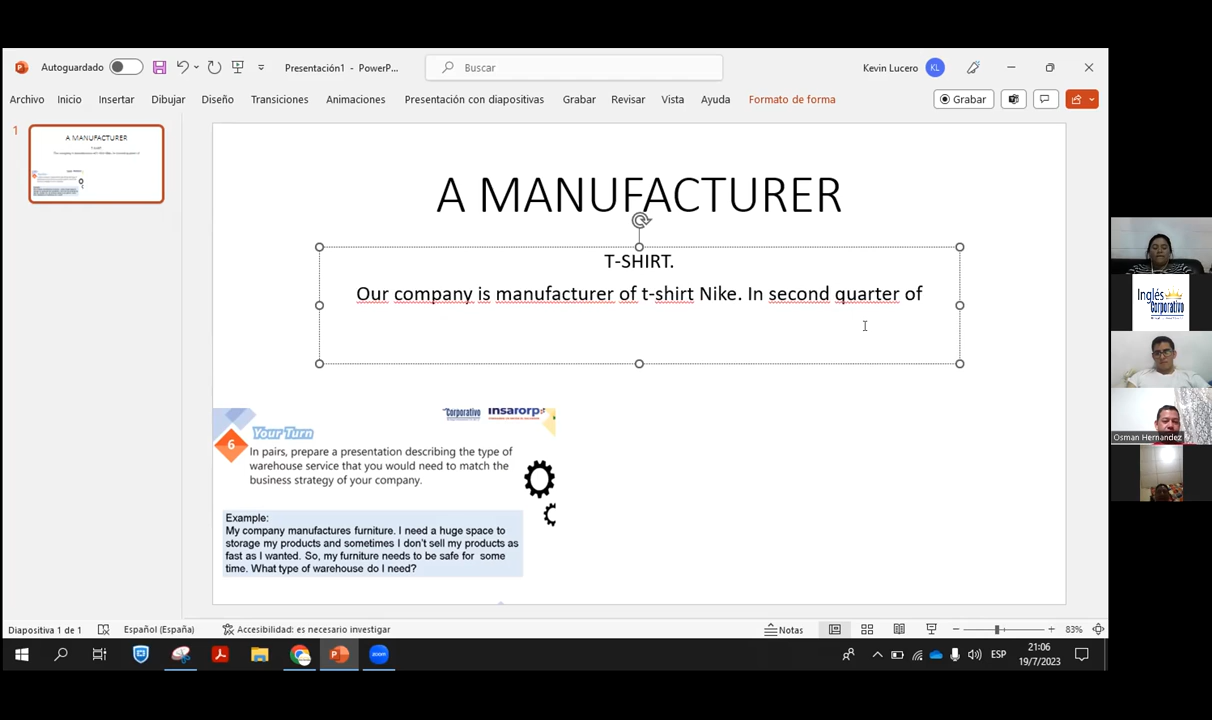 Autoguardado
Presentación1 - PowerP...
Buscar
Kevin Lucero
KL
Archivo Inicio Insertar Dibujar Diseño Transiciones Animaciones Presentación con diapositivas Grabar Revisar Vista Ayuda Formato de forma
Grabar
1
A MANUFACTURER
T-SHIRT.
Our company is manufacturer of t-shirt Nike. In second quarter of
Corporativo insaforp
6
Your Turn
In pairs, prepare a presentation describing the type of
warehouse service that you would need to match the
business strategy of your company.
Example:
My company manufactures furniture. I need a huge space to
storage my products and sometimes I don't sell my products as
fast as I wanted. So, my furniture needs to be safe for some
time. What type of warehouse do I need?
Inglés
Corporativo
Osman Hernandez
Diapositiva 1 de 1
Español (España)
Accesibilidad: es necesario investigar
Notas
83%
zoom
ESP
21:06
19/7/2023